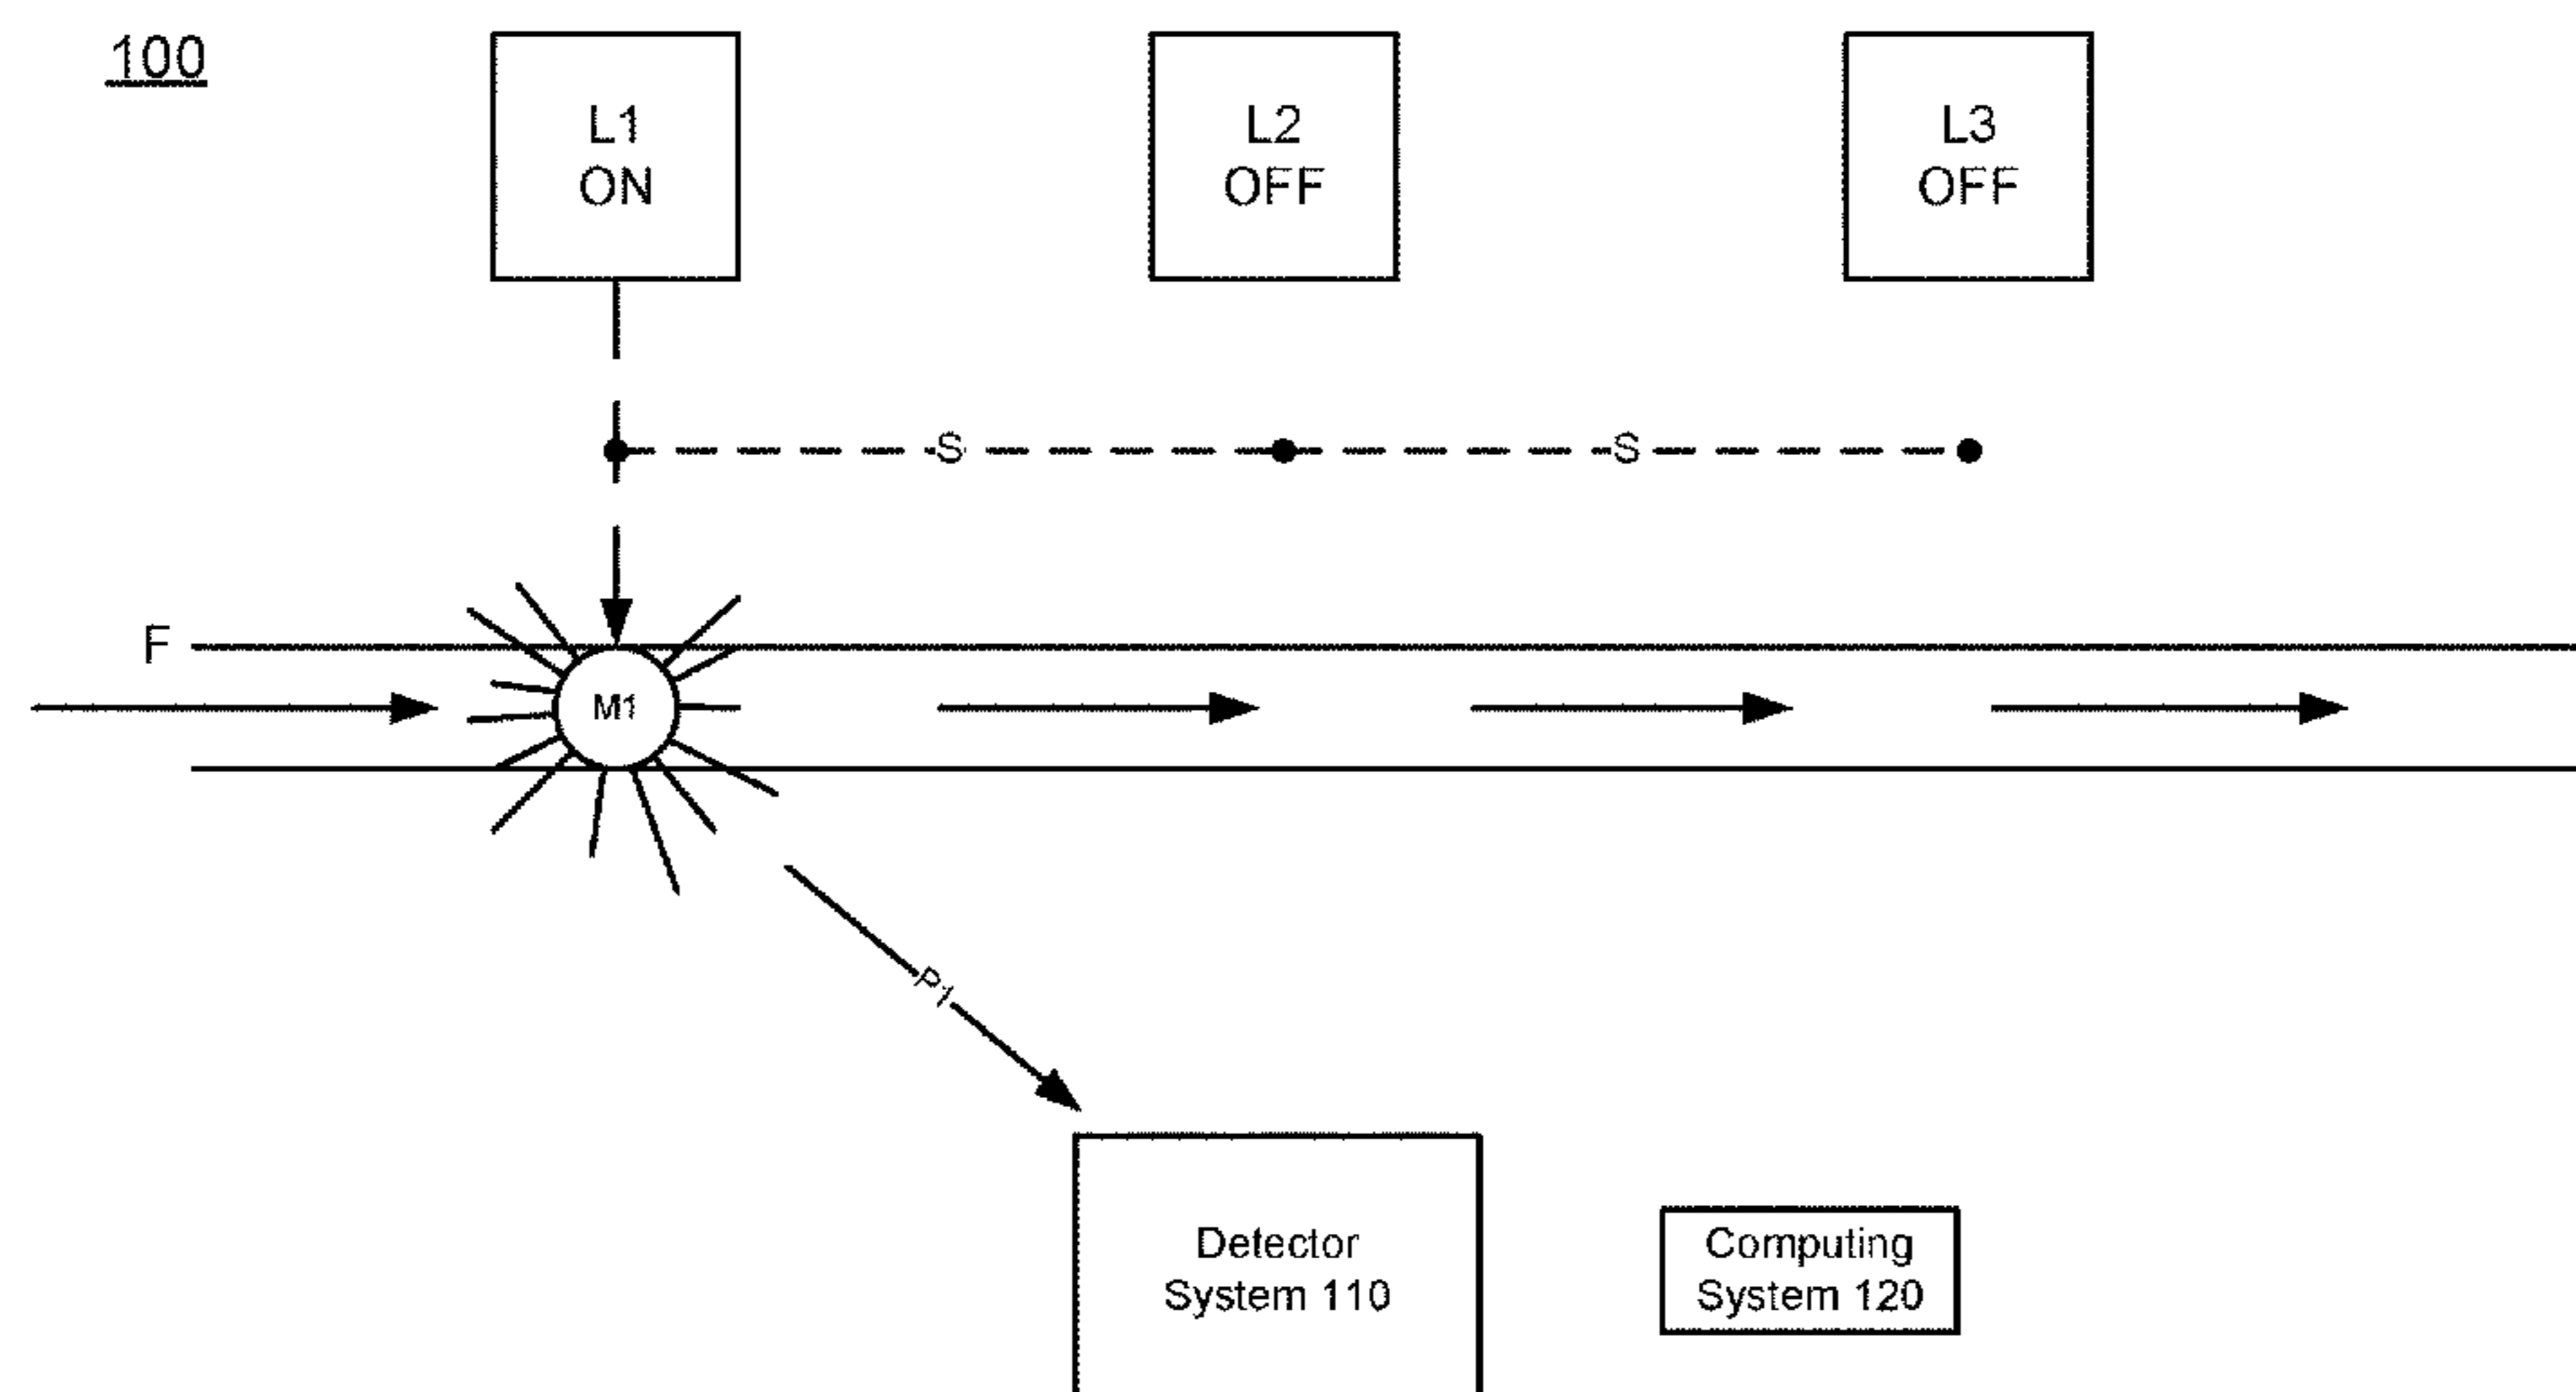 100
L1
ON
L2
OFF
L3
OFF
S
S
F
M1
P1
Detector
System 110
Computing
System 120